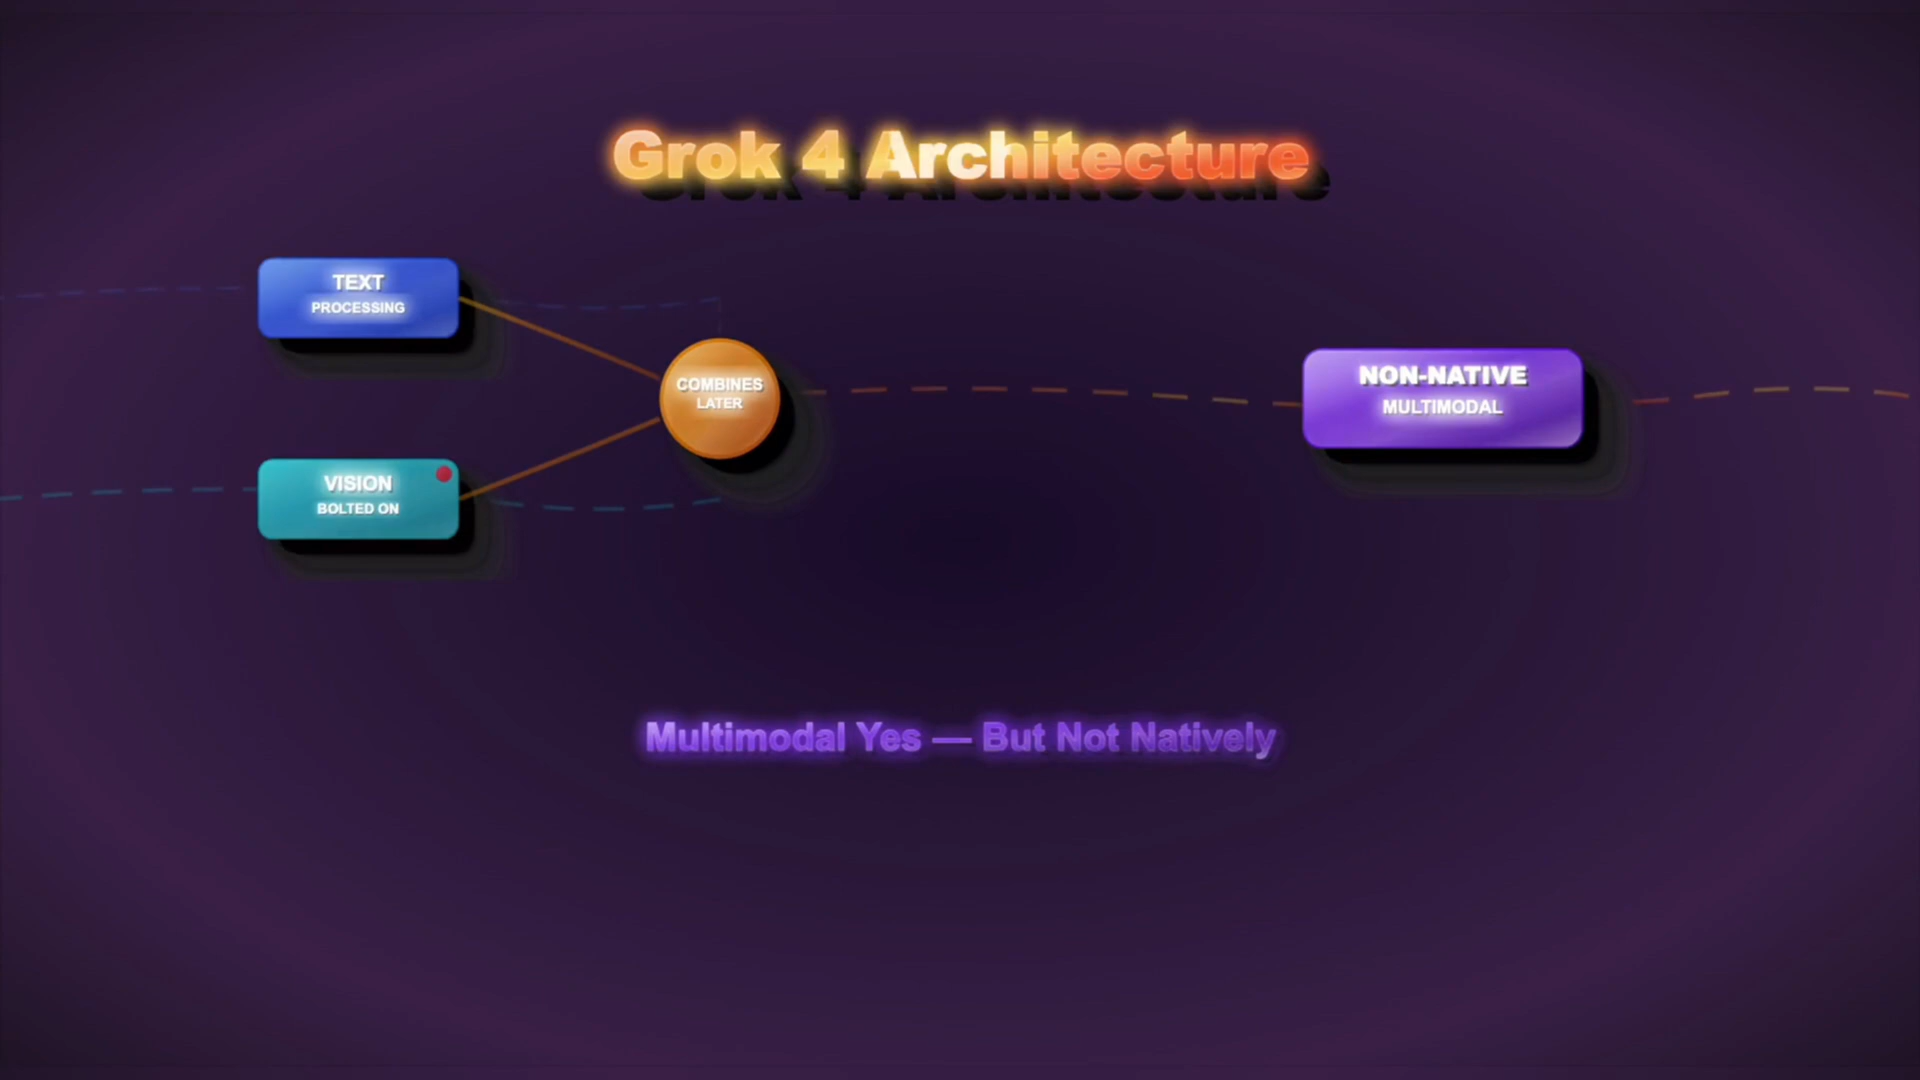 Grok 4 Architecture
TEXT
PROCESSING
COMBINES
LATER
NON-NATIVE
MULTIMODAL
VISION
BOLTED ON
Multimodal Yes — But Not Natively